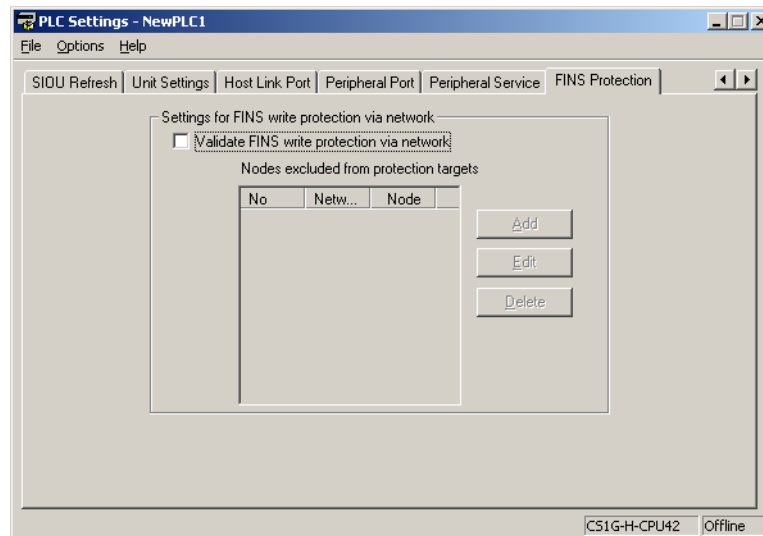 PLC Settings - NewPLC1
File Options Help
SIOU Refresh Unit Settings Host Link Port Peripheral Port Peripheral Service FINS Protection
Settings for FINS write protection via network
Validate FINS write protection via network
Nodes excluded from protection targets
No Netw... Node
Add
Edit
Delete
CS1G-H-CPU42 Offline